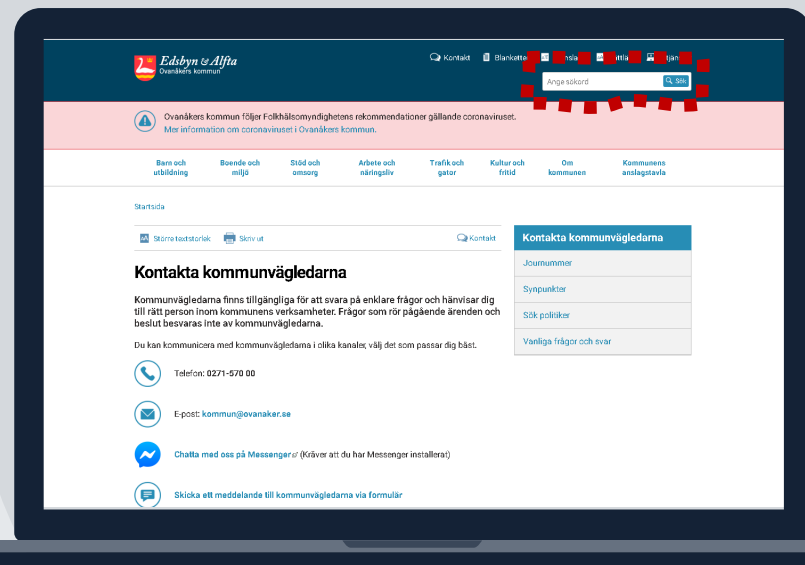 Edsbyn & Alfta
Ovanåkers kommun
Kontakt
Ange sökord
Sök
Ovanåkers kommun följer Folkhälsomyndighetens rekommendationer gällande coronaviruset.
Mer information om coronaviruset i Ovanåkers kommun.
Barn och utbildning
Boende och miljö
Stöd och omsorg
Arbete och näringsliv
Trafik och gator
Kultur och fritid
Om kommunen
Kommunens anslagstavla
Startsida
Större textstorlek
Skriv ut
Kontakt
Kontakta kommunvägledarna
Kommunvägledarna finns tillgängliga för att svara på enklare frågor och hänvisar dig
till rätt person inom kommunens verksamheter. Frågor som rör pågående ärenden och
beslut besvaras inte av kommunvägledarna.
Du kan kommunicera med kommunvägledarna i olika kanaler, välj det som passar dig bäst.
Telefon: 0271-570 00
E-post: kommun@ovanaker.se
Chatta med oss på Messenger (Kräver att du har Messenger installerat)
Skicka ett meddelande till kommunvägledarna via formulär
Kontakta kommunvägledarna
Journummer
Synpunkter
Sök politiker
Vanliga frågor och svar